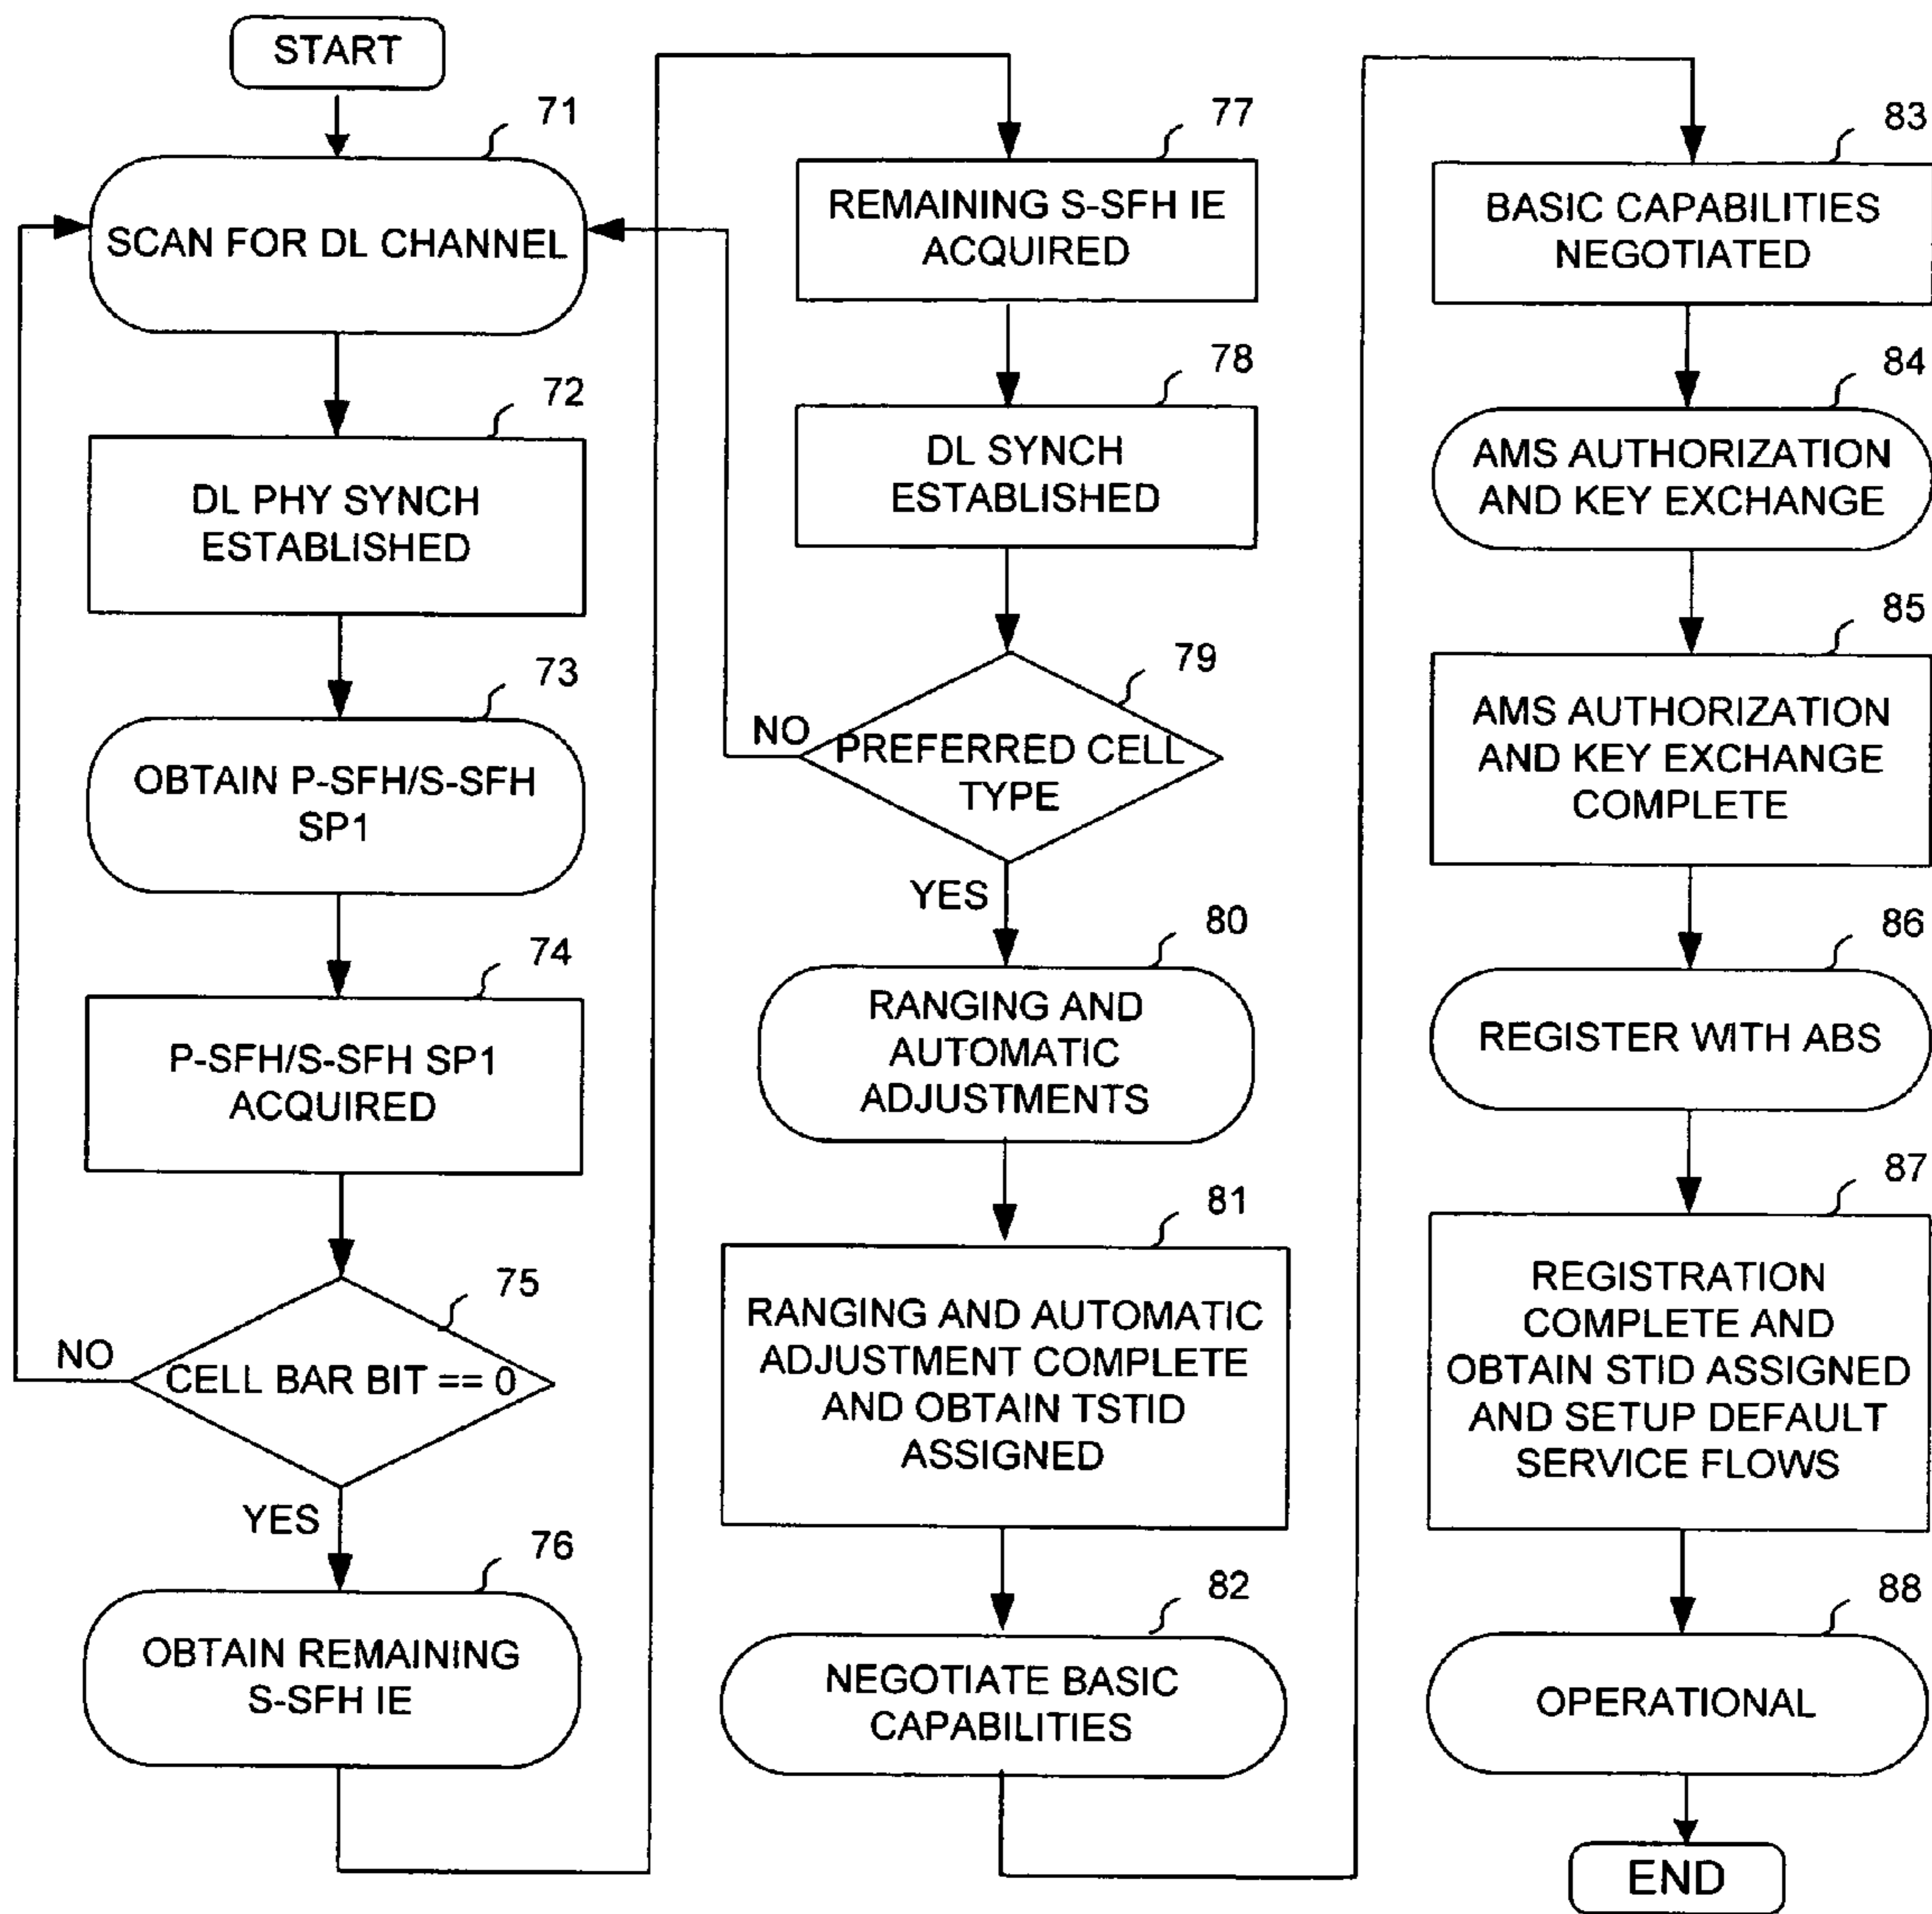 START
71
SCAN FOR DL CHANNEL
72
DL PHY SYNCH
ESTABLISHED
73
OBTAIN P-SFH/S-SFH
SP1
74
P-SFH/S-SFH SP1
ACQUIRED
75
CELL BAR BIT == 0
NO
YES
76
OBTAIN REMAINING
S-SFH IE
77
REMAINING S-SFH IE
ACQUIRED
78
DL SYNCH
ESTABLISHED
79
NO
PREFERRED CELL
TYPE
YES
80
RANGING AND
AUTOMATIC
ADJUSTMENTS
81
RANGING AND AUTOMATIC
ADJUSTMENT COMPLETE
AND OBTAIN TSTID
ASSIGNED
82
NEGOTIATE BASIC
CAPABILITIES
83
BASIC CAPABILITIES
NEGOTIATED
84
AMS AUTHORIZATION
AND KEY EXCHANGE
85
AMS AUTHORIZATION
AND KEY EXCHANGE
COMPLETE
86
REGISTER WITH ABS
87
REGISTRATION
COMPLETE AND
OBTAIN STID ASSIGNED
AND SETUP DEFAULT
SERVICE FLOWS
88
OPERATIONAL
END